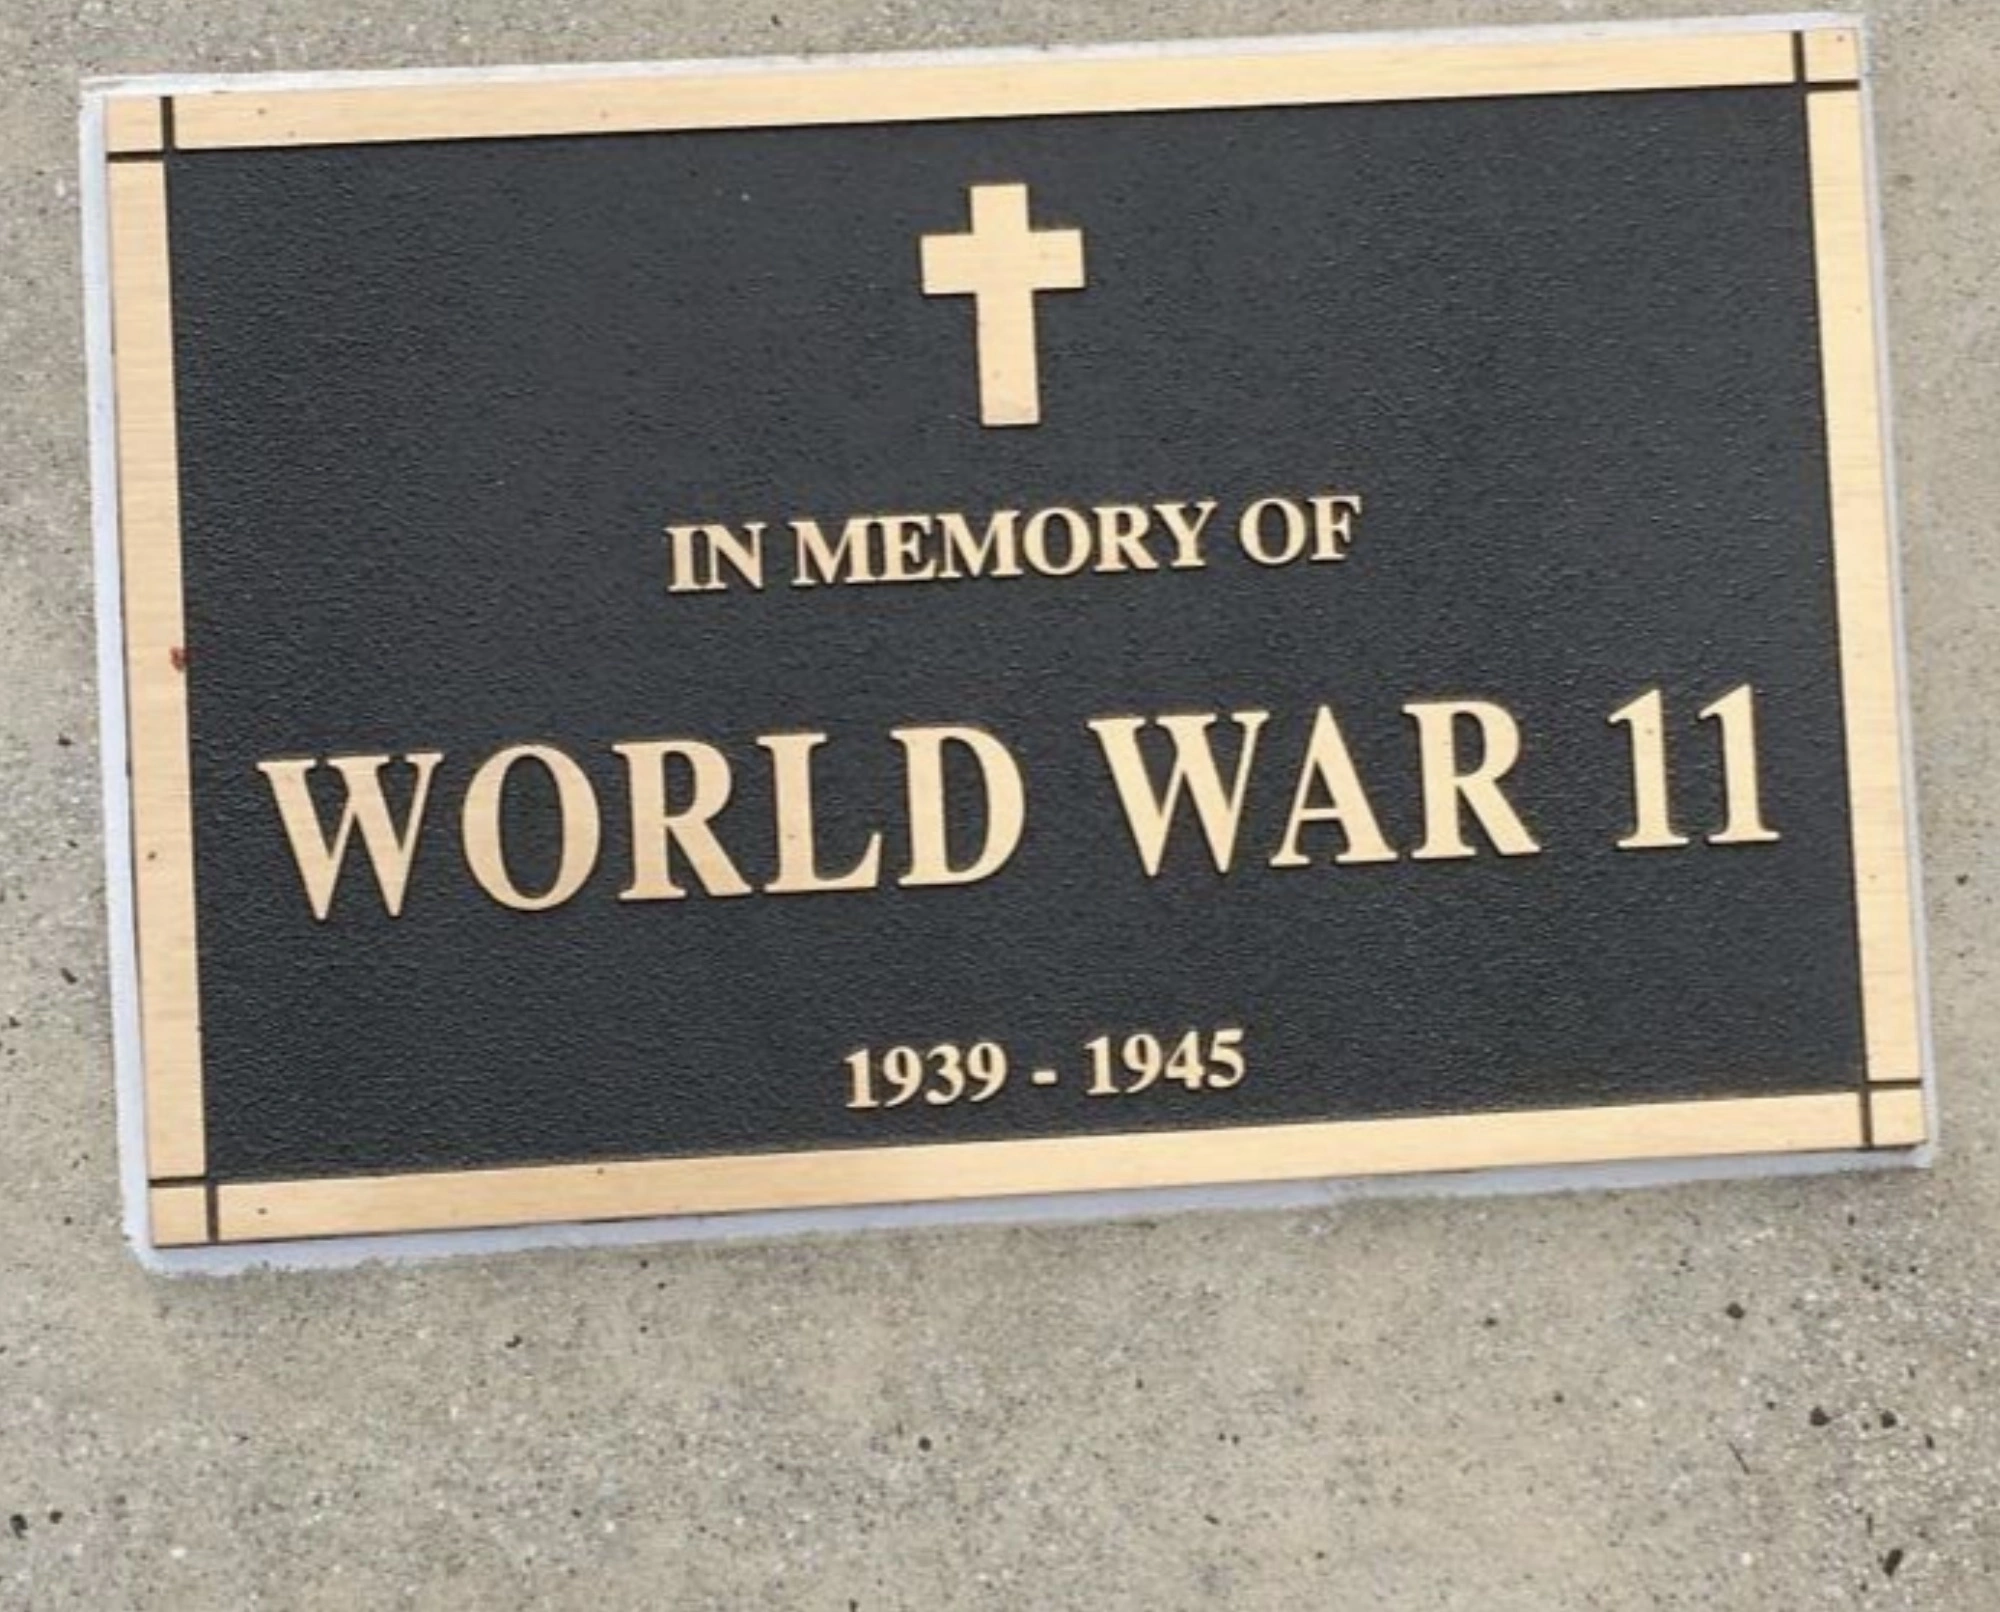 IN MEMORY OF
WORLD WAR 11
1939 - 1945